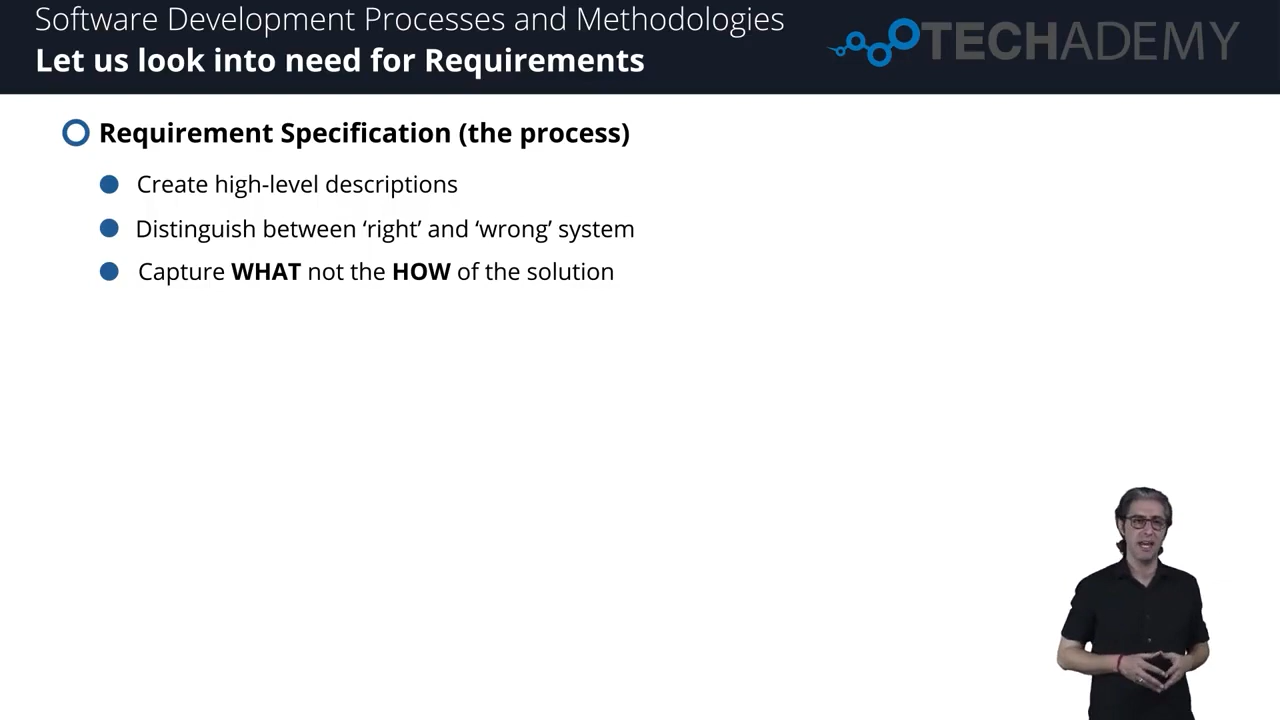 Software Development Processes and Methodologies
Let us look into need for Requirements
TECHADEMY
Requirement Specification (the process)
Create high-level descriptions
Distinguish between ‘right’ and ‘wrong’ system
Capture WHAT not the HOW of the solution